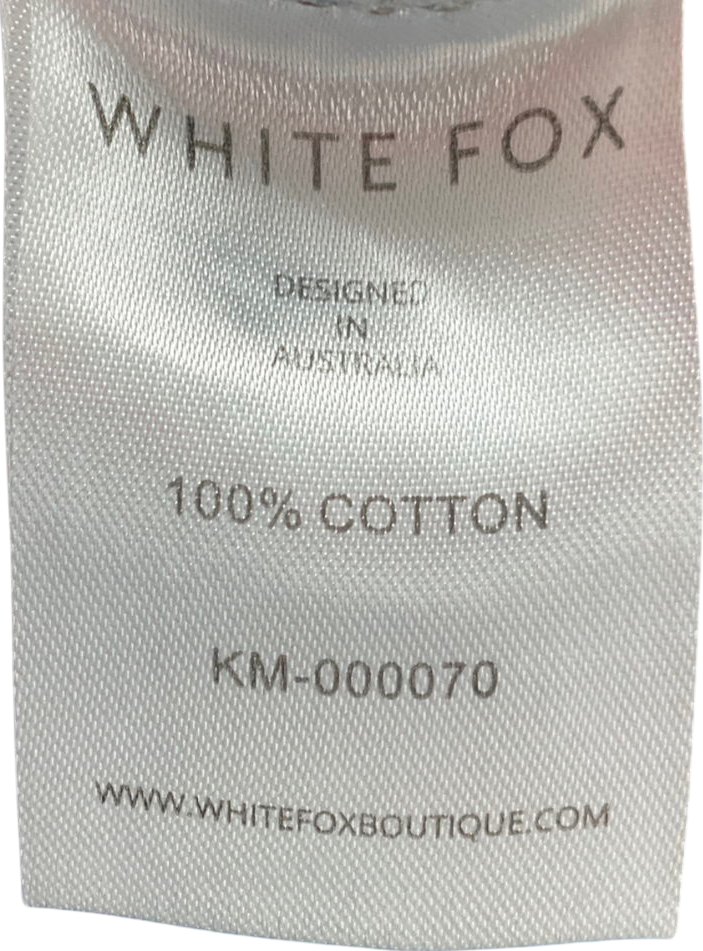 WHITE FOX
DESIGNED
IN
AUSTRALIA
100% COTTON
KM-000070
WWW.WHITEFOXBOUTIQUE.COM